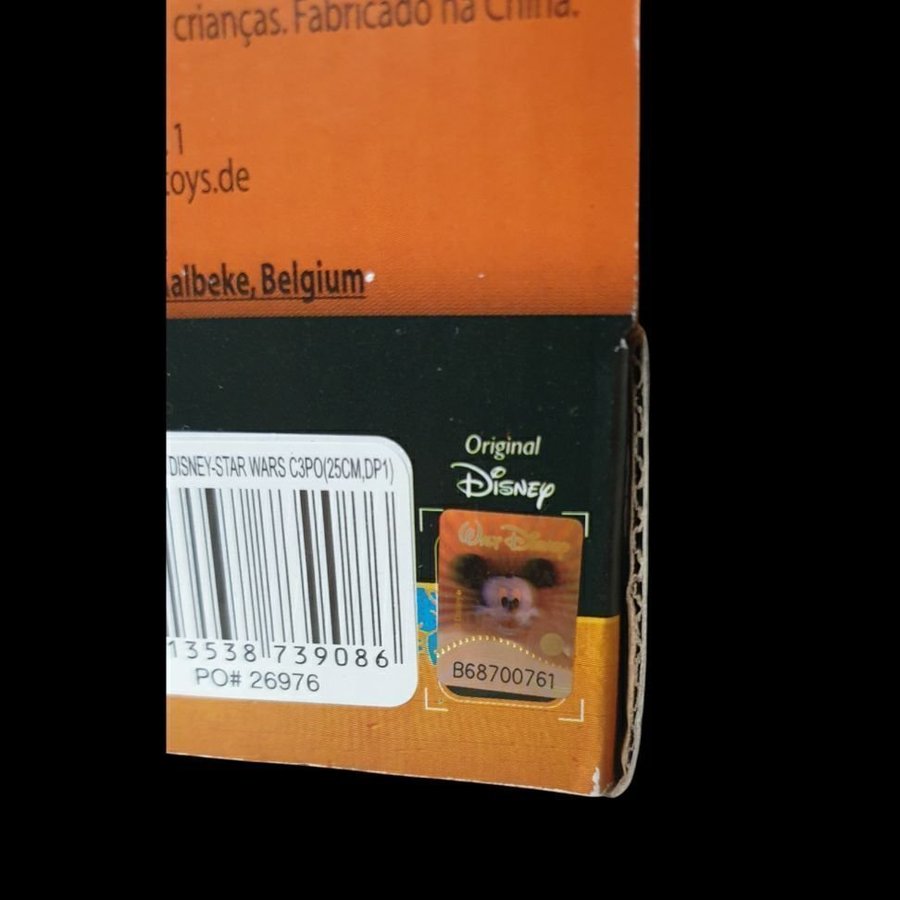 crianças. Fabricado na China.
1
toys.de
albeke, Belgium
DISNEY-STAR WARS C3PO(25CM,DP1)
13538 739086
PO# 26976
Original
Disney
WALT DISNEY
B68700761